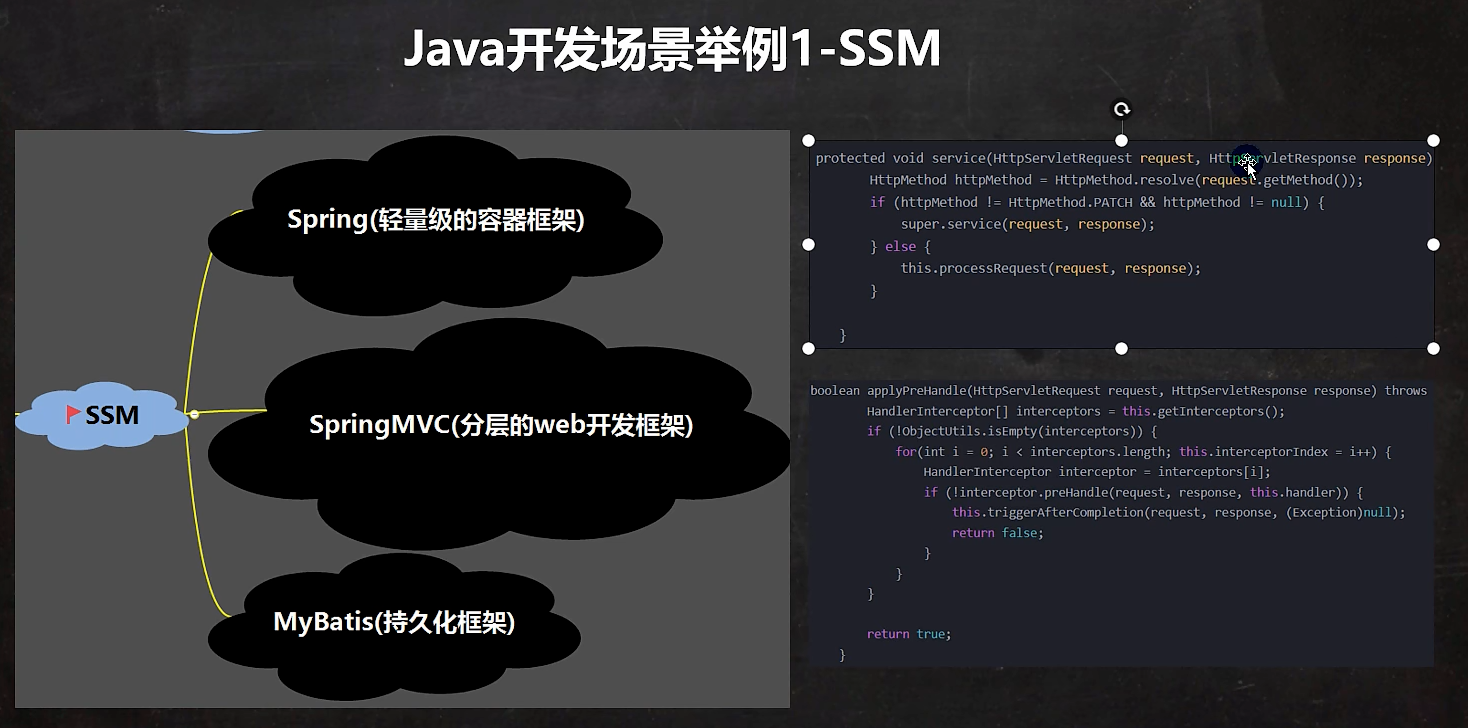 Java开发场景举例1-SSM
Spring(轻量级的容器框架)
SSM
SpringMVC(分层的web开发框架)
MyBatis(持久化框架)
protected void service(HttpServletRequest request, HttpServletResponse response)
HttpMethod httpMethod = HttpMethod.resolve(request.getMethod());
if (httpMethod != HttpMethod.PATCH && httpMethod != null) {
super.service(request, response);
} else {
this.processRequest(request, response);
}
}
boolean applyPreHandle(HttpServletRequest request, HttpServletResponse response) throws
HandlerInterceptor[] interceptors = this.getInterceptors();
if (!ObjectUtils.isEmpty(interceptors)) {
for(int i = 0; i < interceptors.length; this.interceptorIndex = i++) {
HandlerInterceptor interceptor = interceptors[i];
if (!interceptor.preHandle(request, response, this.handler)) {
this.triggerAfterCompletion(request, response, (Exception)null);
return false;
}
}
}
return true;
}